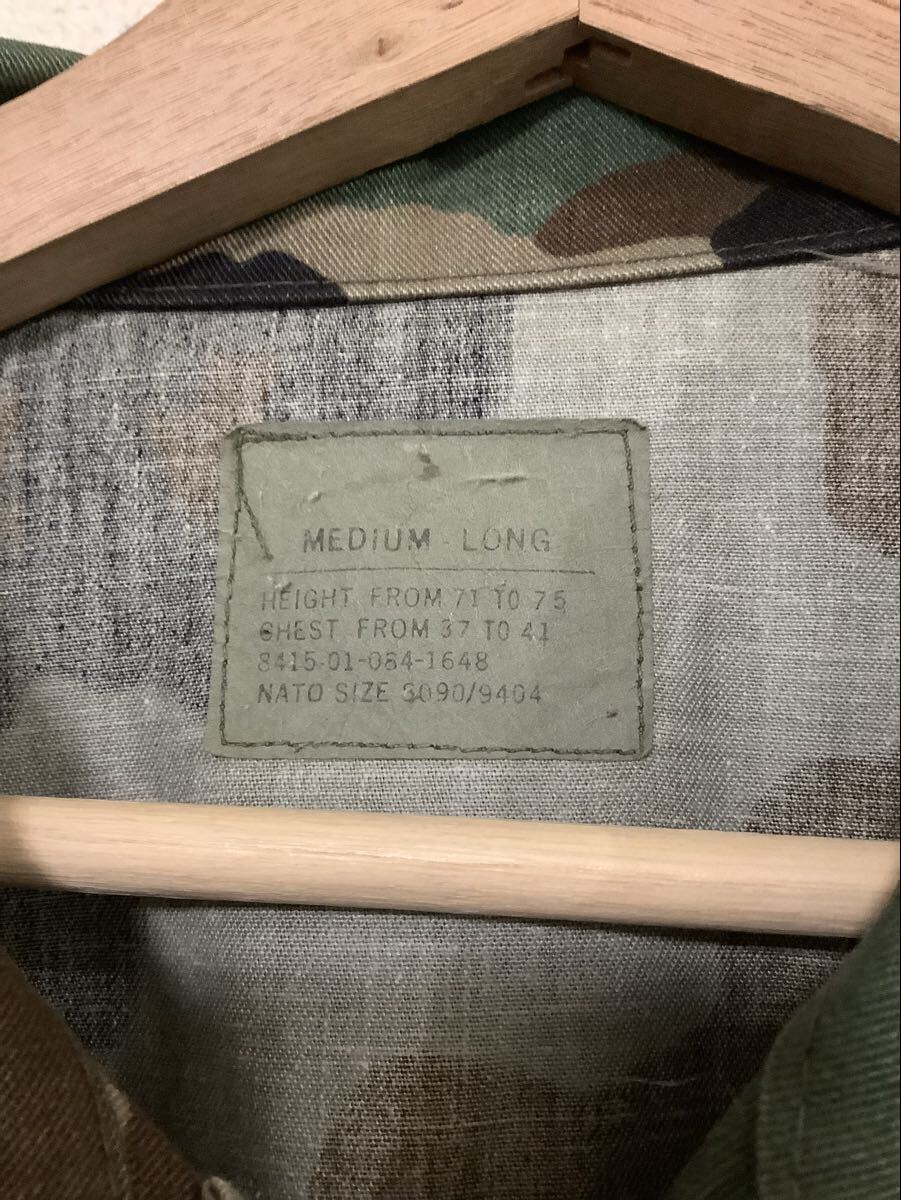 MEDIUM - LONG
HEIGHT FROM 71 TO 75
CHEST FROM 37 TO 41
8415-01-084-1648
NATO SIZE 8090/9404